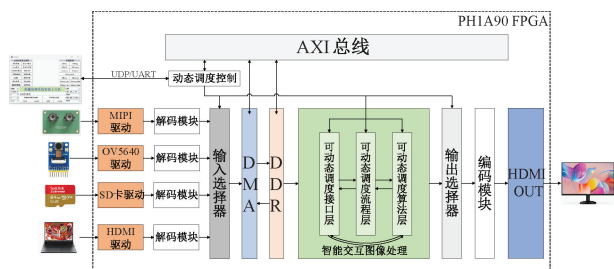 PH1A90 FPGA
AXI 总线
UDP/UART
动态调度控制
MIPI
驱动
解码模块
OV5640
驱动
解码模块
SD卡驱动
解码模块
HDMI
驱动
解码模块
输入选择器
DMA
DDR
可动态调度接口层
可动态调度流程层
可动态调度算法层
智能交互图像处理
输出选择器
编码模块
HDMI
OUT